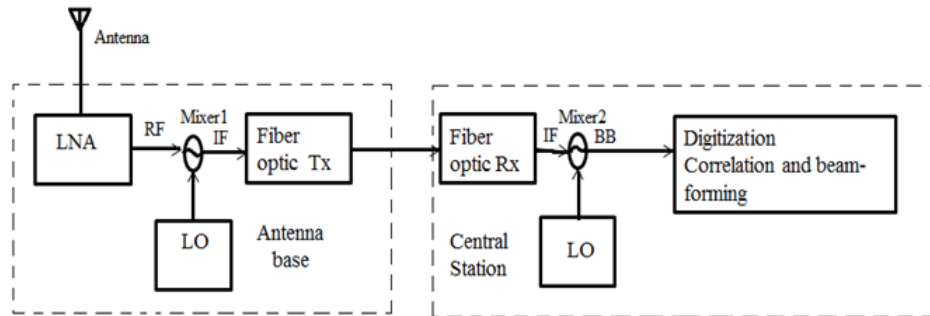 Antenna
LNA
RF
Mixer1
IF
Fiber
optic Tx
LO
Antenna
base
Fiber
optic Rx
IF
Mixer2
BB
Digitization
Correlation and beam-
forming
Central
Station
LO